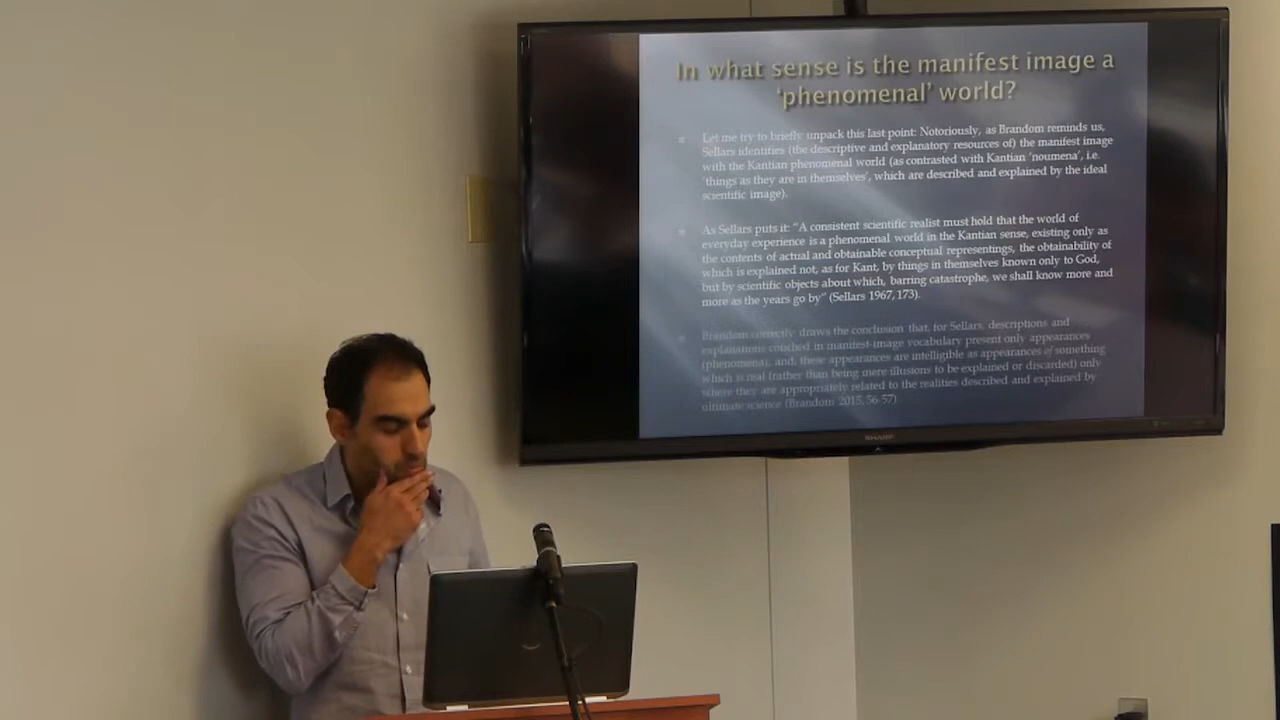 In what sense is the manifest image a
'phenomenal' world?
Let me try to briefly unpack this last point: Notoriously, as Brandom reminds us,
Sellars identifies (the descriptive and explanatory resources of) the manifest image
with the Kantian phenomenal world (as contrasted with Kantian 'noumena', i.e.
'things as they are in themselves', which are described and explained by the ideal
scientific image).
As Sellars puts it: "A consistent scientific realist must hold that the world of
everyday experience is a phenomenal world in the Kantian sense, existing only as
the contents of actual and obtainable conceptual representings, the obtainability of
which is explained not, as for Kant, by things in themselves known only to God,
but by scientific objects about which, barring catastrophe, we shall know more and
more as the years go by" (Sellars 1967, 173).
Brandom correctly draws the conclusion that, for Sellars, descriptions and
explanations couched in manifest-image vocabulary present only appearances
(phenomena), and, these appearances are intelligible as appearances of something
which is real (rather than being mere illusions to be explained or discarded) only
where they are appropriately related to the realities described and explained by
ultimate science (Brandom 2015, 56-57)
SHARP